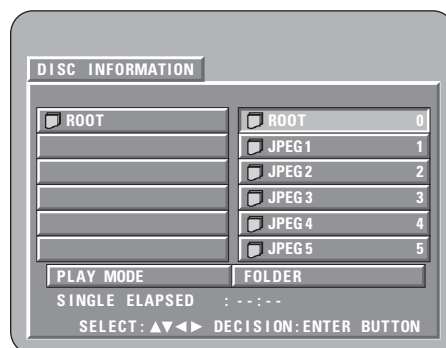 DISC INFORMATION
ROOT ROOT 0
JPEG1 1
JPEG2 2
JPEG3 3
JPEG4 4
JPEG5 5
PLAY MODE FOLDER
SINGLE ELAPSED :--:--
SELECT:▲▼◄► DECISION:ENTER BUTTON